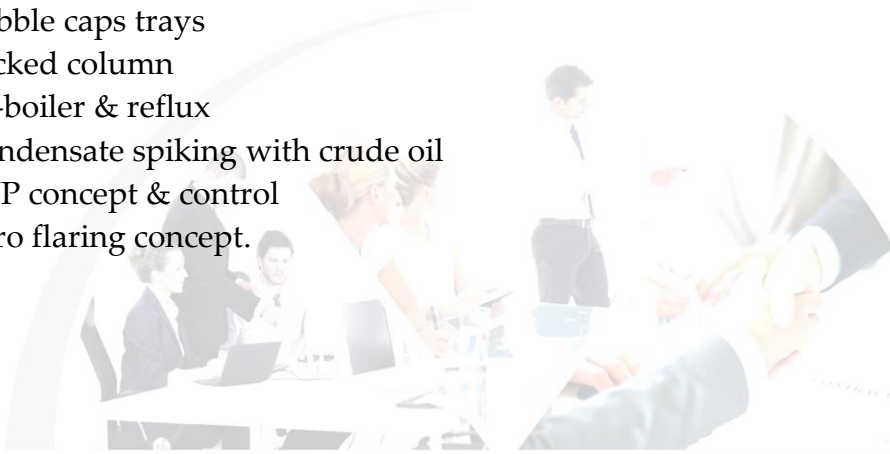 bble caps trays
cked column
-boiler & reflux
ndensate spiking with crude oil
P concept & control
ro flaring concept.